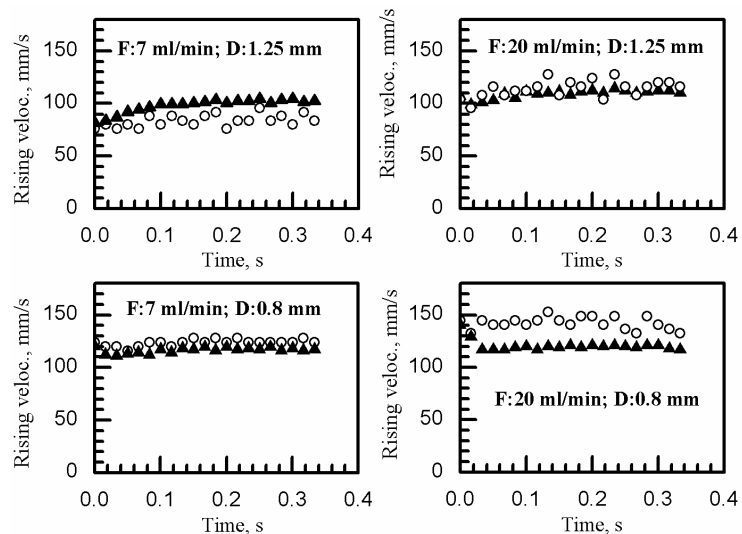 F:7 ml/min; D:1.25 mm
Rising veloc., mm/s
150
100
50
0
0.0 0.1 0.2 0.3 0.4
Time, s
F:20 ml/min; D:1.25 mm
Rising veloc., mm/s
150
100
50
0
0.0 0.1 0.2 0.3 0.4
Time, s
F:7 ml/min; D:0.8 mm
Rising veloc., mm/s
150
100
50
0
0.0 0.1 0.2 0.3 0.4
Time, s
F:20 ml/min; D:0.8 mm
Rising veloc., mm/s
150
100
50
0
0.0 0.1 0.2 0.3 0.4
Time, s